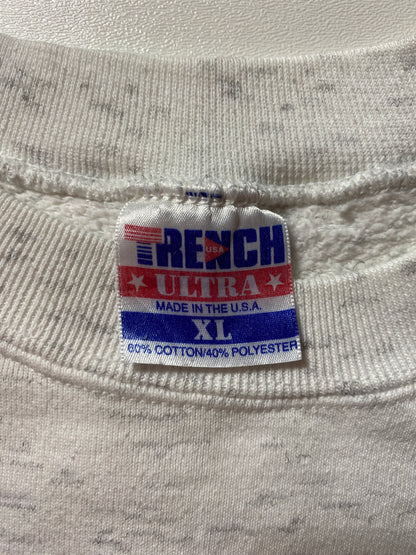 TRENCH
USA
ULTRA
MADE IN THE U.S.A.
XL
60% COTTON/40% POLYESTER